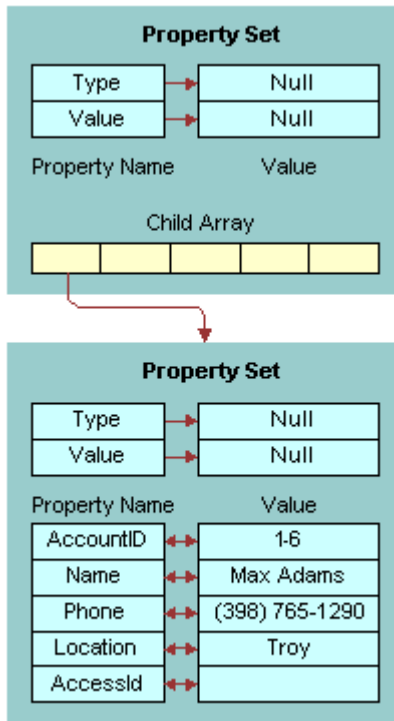 Property Set
Type Null
Value Null
Property Name Value
Child Array
Property Set
Type Null
Value Null
Property Name Value
AccountID 1-6
Name Max Adams
Phone (398) 765-1290
Location Troy
AccessId